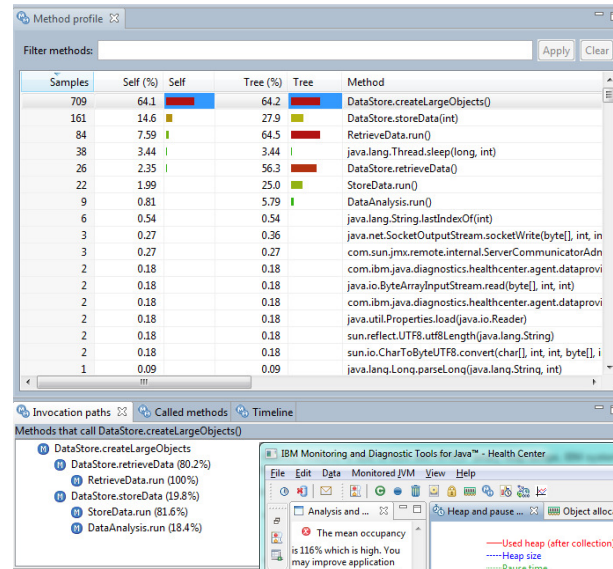 Method profile
Filter methods: Apply Clear
Samples Self (%) Self Tree (%) Tree Method
709 64.1 64.2 DataStore.createLargeObjects()
161 14.6 27.9 DataStore.storeData(int)
84 7.59 64.5 RetrieveData.run()
38 3.44 3.44 java.lang.Thread.sleep(long, int)
26 2.35 56.3 DataStore.retrieveData()
22 1.99 25.0 StoreData.run()
9 0.81 5.79 DataAnalysis.run()
6 0.54 0.54 java.lang.String.lastIndexOf(int)
3 0.27 0.36 java.net.SocketOutputStream.socketWrite(byte[], int, in
3 0.27 0.27 com.sun.jmx.remote.internal.ServerCommunicatorAdn
2 0.18 0.18 com.ibm.java.diagnostics.healthcenter.agent.dataprovi
2 0.18 0.18 java.io.ByteArrayInputStream.read(byte[], int, int)
2 0.18 0.18 com.ibm.java.diagnostics.healthcenter.agent.dataprovi
2 0.18 0.18 java.util.Properties.load(java.io.Reader)
2 0.18 0.18 sun.reflect.UTF8.utf8Length(java.lang.String)
2 0.18 0.18 sun.io.CharToByteUTF8.convert(char[], int, int, byte[], i
1 0.09 0.09 java.lang.Long.parseLong(java.lang.String, int)
Invocation paths Called methods Timeline
Methods that call DataStore.createLargeObjects()
DataStore.createLargeObjects
DataStore.retrieveData (80.2%)
RetrieveData.run (100%)
DataStore.storeData (19.8%)
StoreData.run (81.6%)
DataAnalysis.run (18.4%)
IBM Monitoring and Diagnostic Tools for Java™ - Health Center
File Edit Data Monitored JVM View Help
Analysis and ... Heap and pause ... Object alloca
The mean occupancy
is 116% which is high. You
may improve application
Used heap (after collection)
Heap size
Pause time